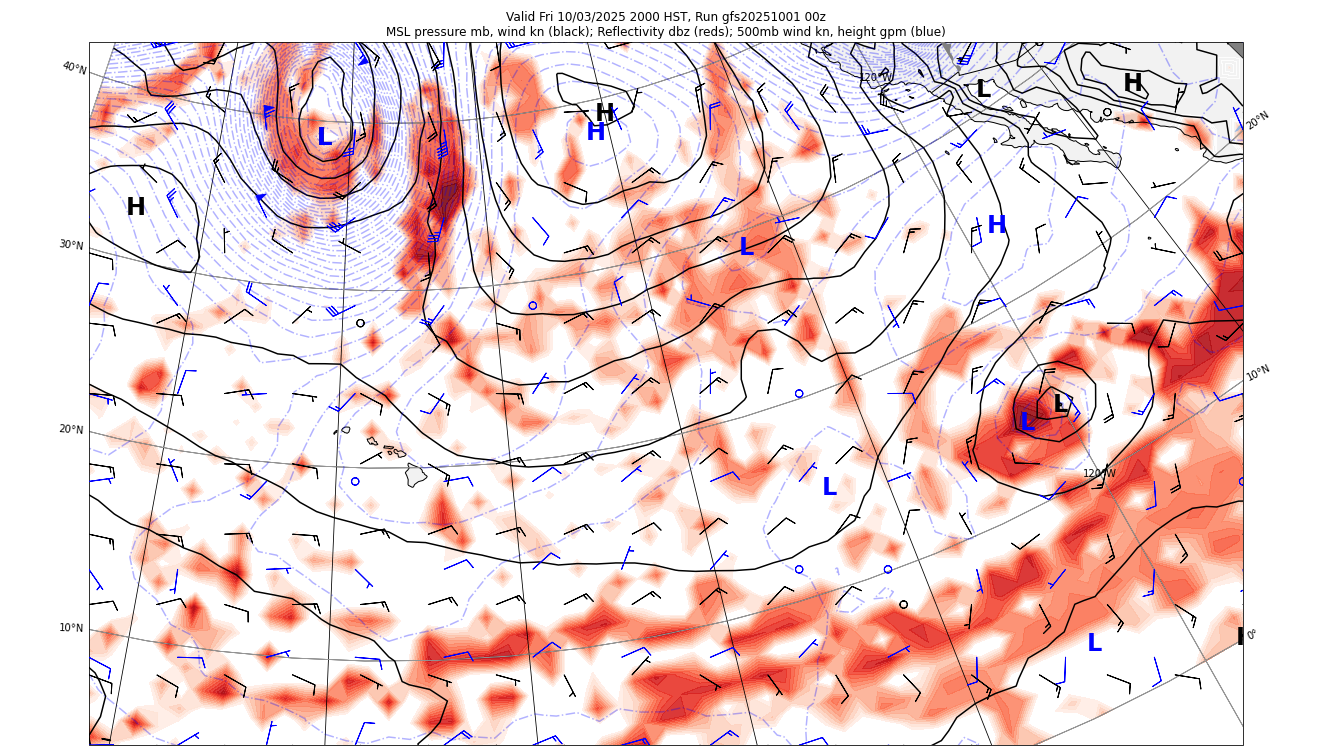 Valid Fri 10/03/2025 2000 HST, Run gfs20251001 00z
MSL pressure mb, wind kn (black); Reflectivity dbz (reds); 500mb wind kn, height gpm (blue)
40°N
120°W
L
H
H
H
L
20°N
H
30°N
H
L
10°N
L
L
20°N
120°W
L
10°N
L
0°